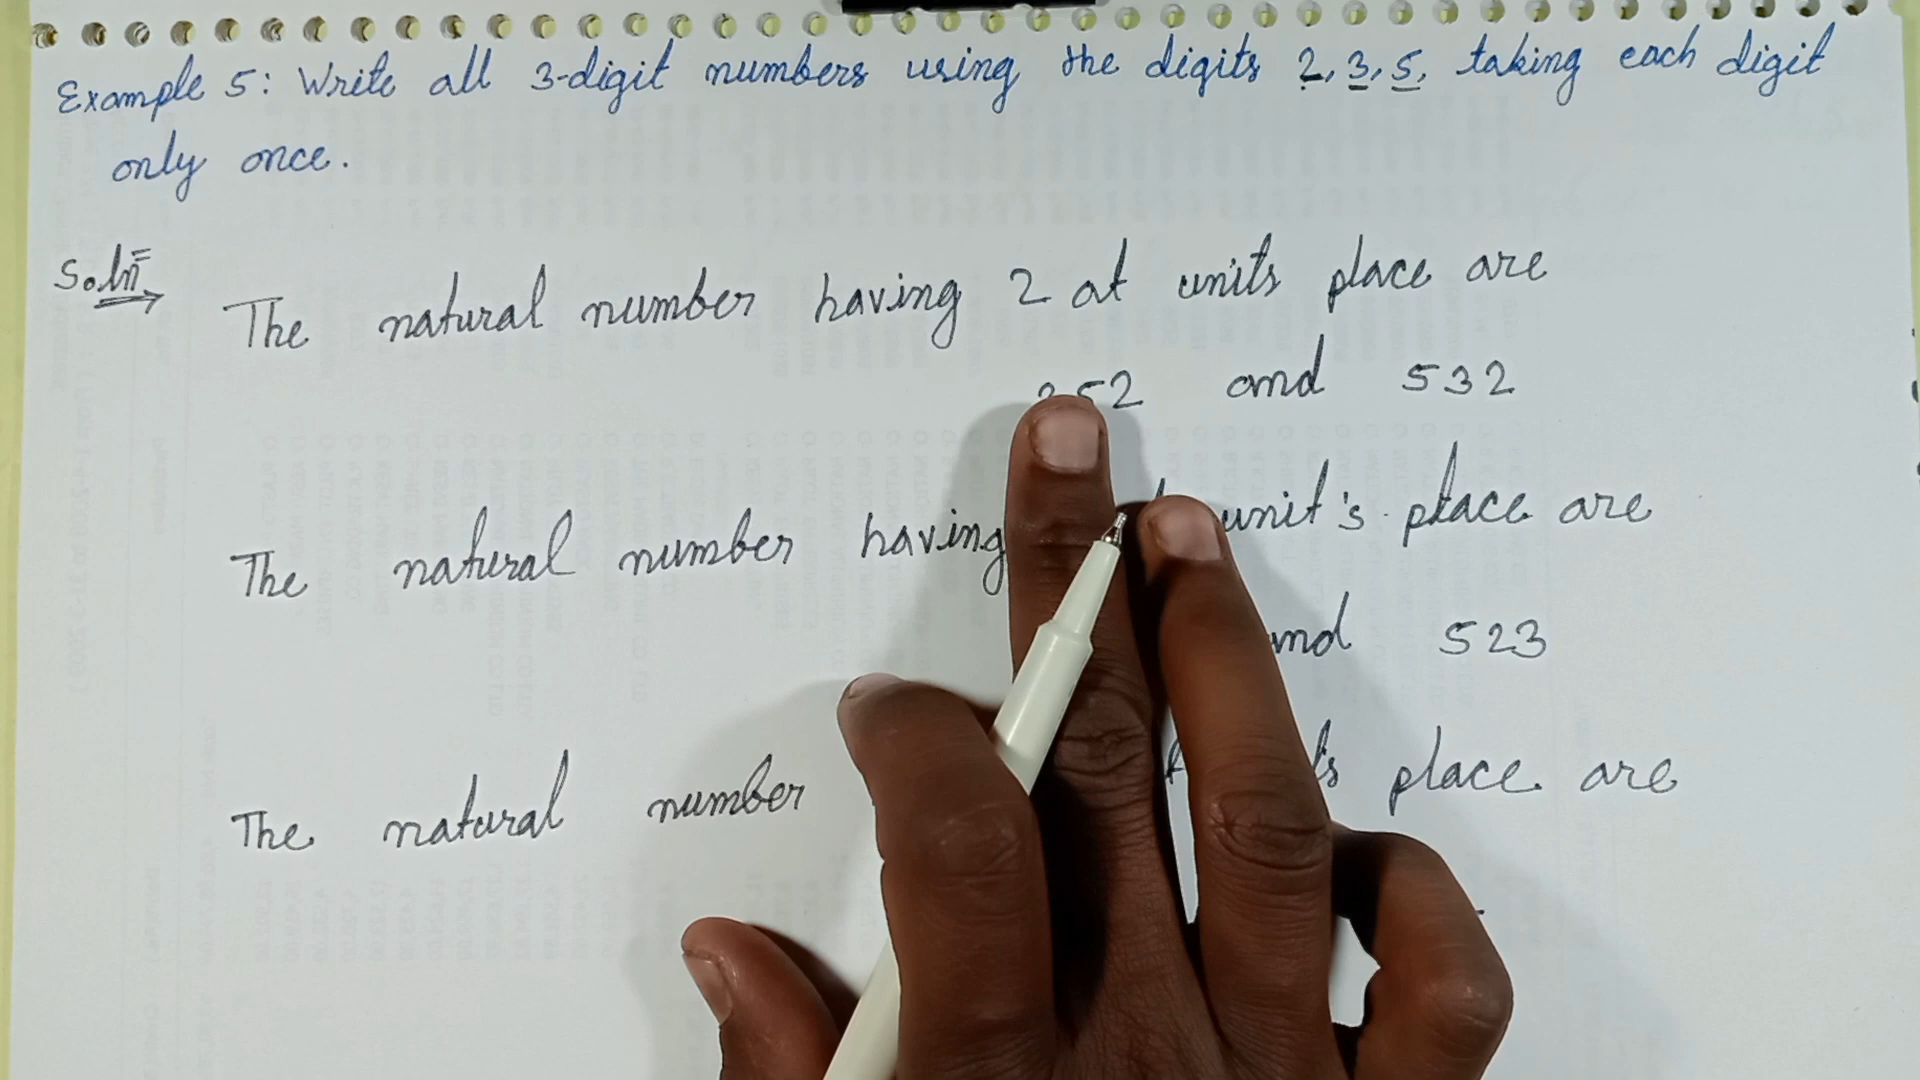 Example 5: Write all 3-digit numbers using the digits 2, 3, 5, taking each digit
only once.
Soln
The natural number having 2 at units place are
352 and 532
The natural number having unit's place are
and 523
The natural number place are